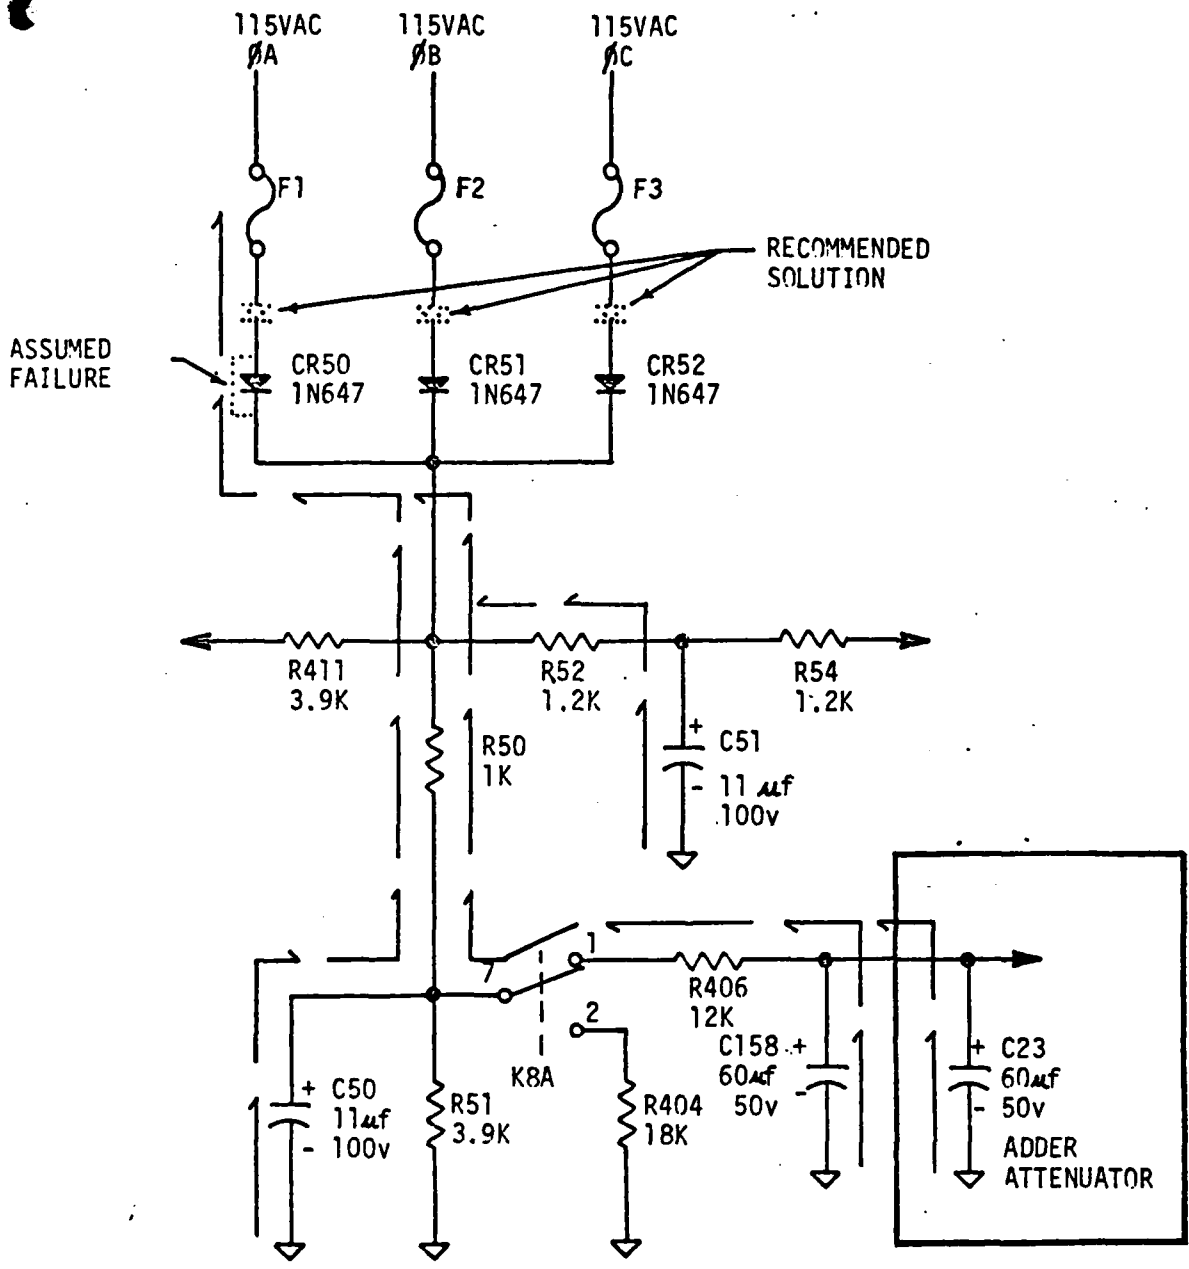 115VAC
ØA
115VAC
ØB
115VAC
ØC
F1
F2
F3
RECOMMENDED
SOLUTION
ASSUMED
FAILURE
CR50
1N647
CR51
1N647
CR52
1N647
R411
3.9K
R52
1.2K
R54
1.2K
R50
1K
+ C51
- 11 µf
100v
7
1
2
K8A
R406
12K
+ C50
11µf
- 100v
R51
3.9K
R404
18K
C158 +
60µf
50v -
+ C23
60µf
- 50v
ADDER
ATTENUATOR